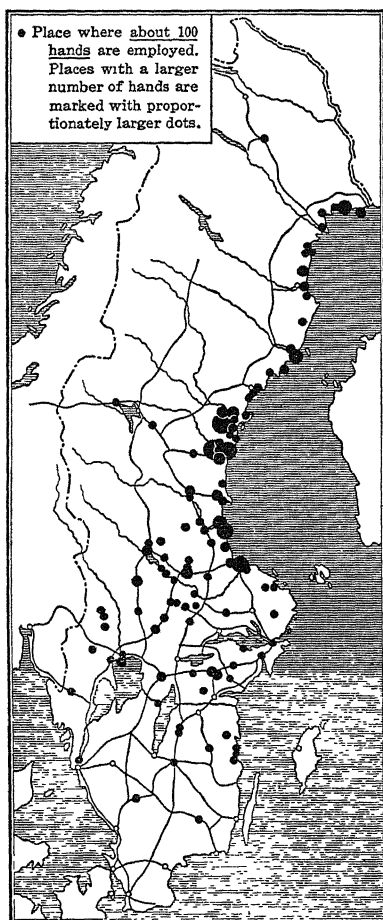 ● Place where about 100
hands are employed.
Places with a larger
number of hands are
marked with propor-
tionately larger dots.